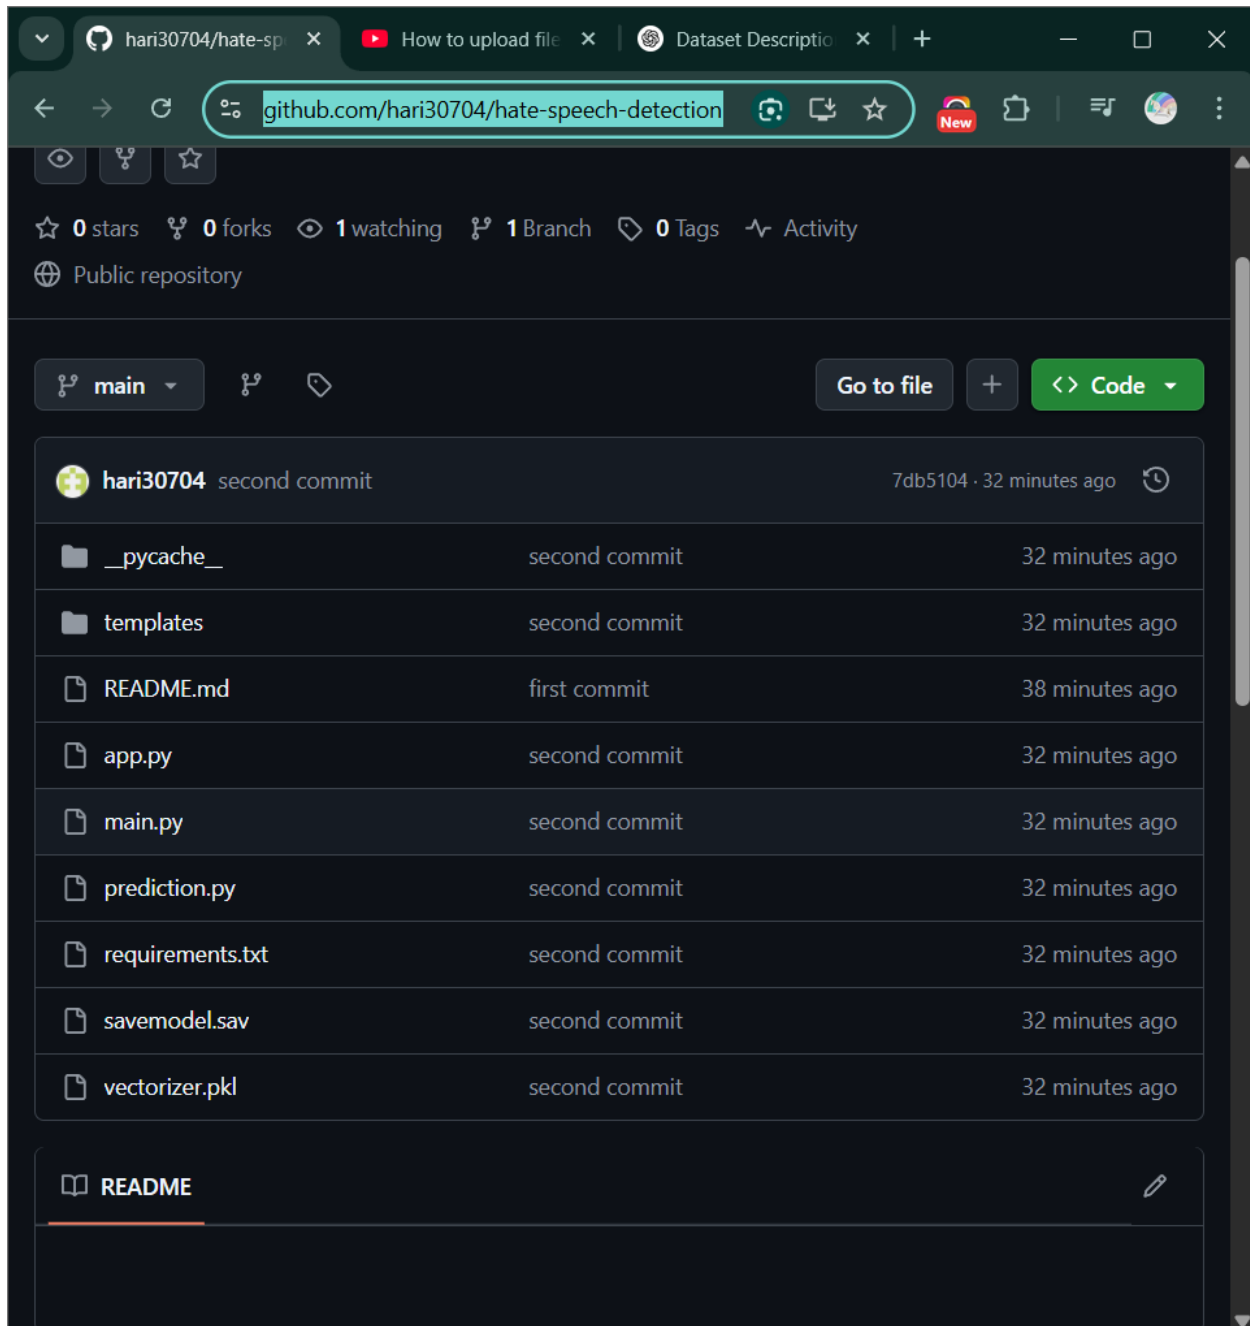 hari30704/hate-sp
How to upload file
Dataset Descriptio
github.com/hari30704/hate-speech-detection
New
0 stars 0 forks 1 watching 1 Branch 0 Tags Activity
Public repository
main Go to file Code
hari30704 second commit 7db5104 · 32 minutes ago
__pycache__ second commit 32 minutes ago
templates second commit 32 minutes ago
README.md first commit 38 minutes ago
app.py second commit 32 minutes ago
main.py second commit 32 minutes ago
prediction.py second commit 32 minutes ago
requirements.txt second commit 32 minutes ago
savemodel.sav second commit 32 minutes ago
vectorizer.pkl second commit 32 minutes ago
README